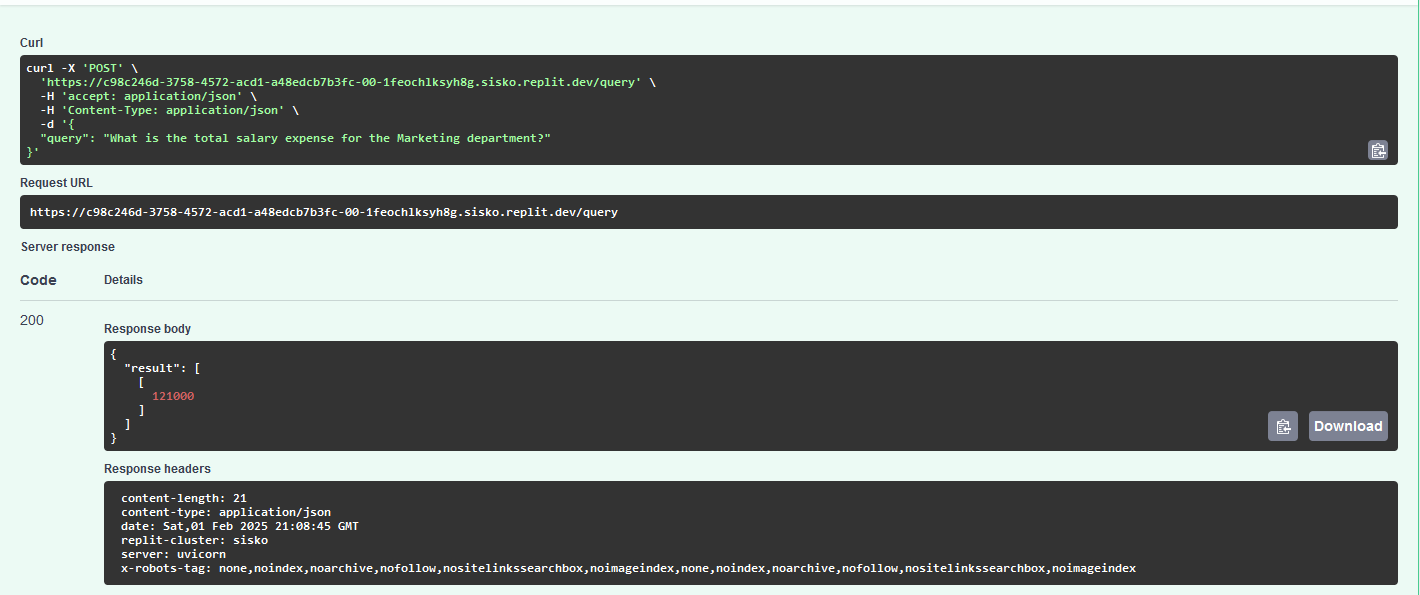 Curl
curl -X 'POST' \
'https://c98c246d-3758-4572-acd1-a48edcb7b3fc-00-1feochlksyh8g.sisko.replit.dev/query' \
-H 'accept: application/json' \
-H 'Content-Type: application/json' \
-d '{
"query": "What is the total salary expense for the Marketing department?"
}'
Request URL
https://c98c246d-3758-4572-acd1-a48edcb7b3fc-00-1feochlksyh8g.sisko.replit.dev/query
Server response
Code Details
200
Response body
{
"result": [
[
121000
]
]
}
Download
Response headers
content-length: 21
content-type: application/json
date: Sat,01 Feb 2025 21:08:45 GMT
replit-cluster: sisko
server: uvicorn
x-robots-tag: none,noindex,noarchive,nofollow,nositelinkssearchbox,noimageindex,none,noindex,noarchive,nofollow,nositelinkssearchbox,noimageindex